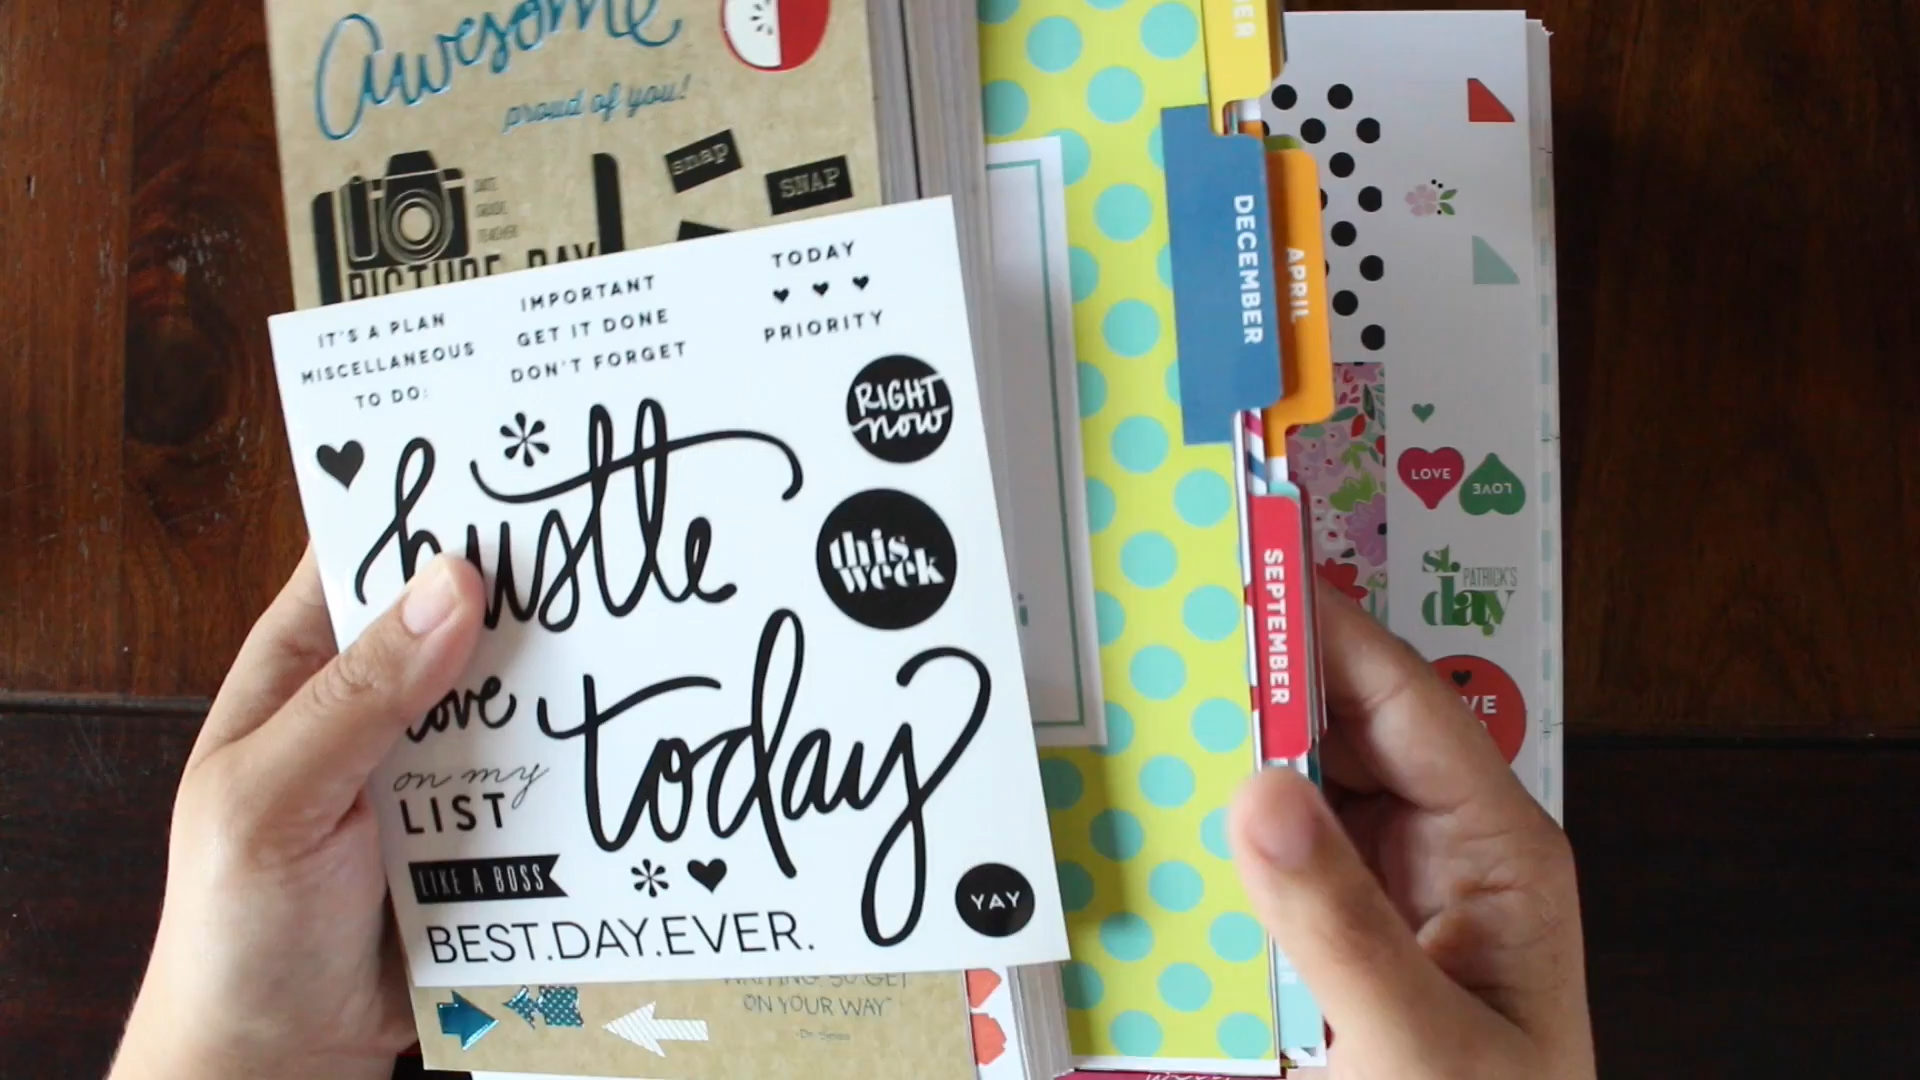 awesome
proud of you!
snap
SNAP
PICTURE DAY
IT'S A PLAN
MISCELLANEOUS
TO DO:
IMPORTANT
GET IT DONE
DON'T FORGET
TODAY
PRIORITY
RIGHT
now
hustle
this
week
love
today
on my
LIST
LIKE A BOSS
YAY
BEST.DAY.EVER.
ON YOUR WAY"
DECEMBER
APRIL
SEPTEMBER
LOVE
LOVE
st.
PATRICK'S
day